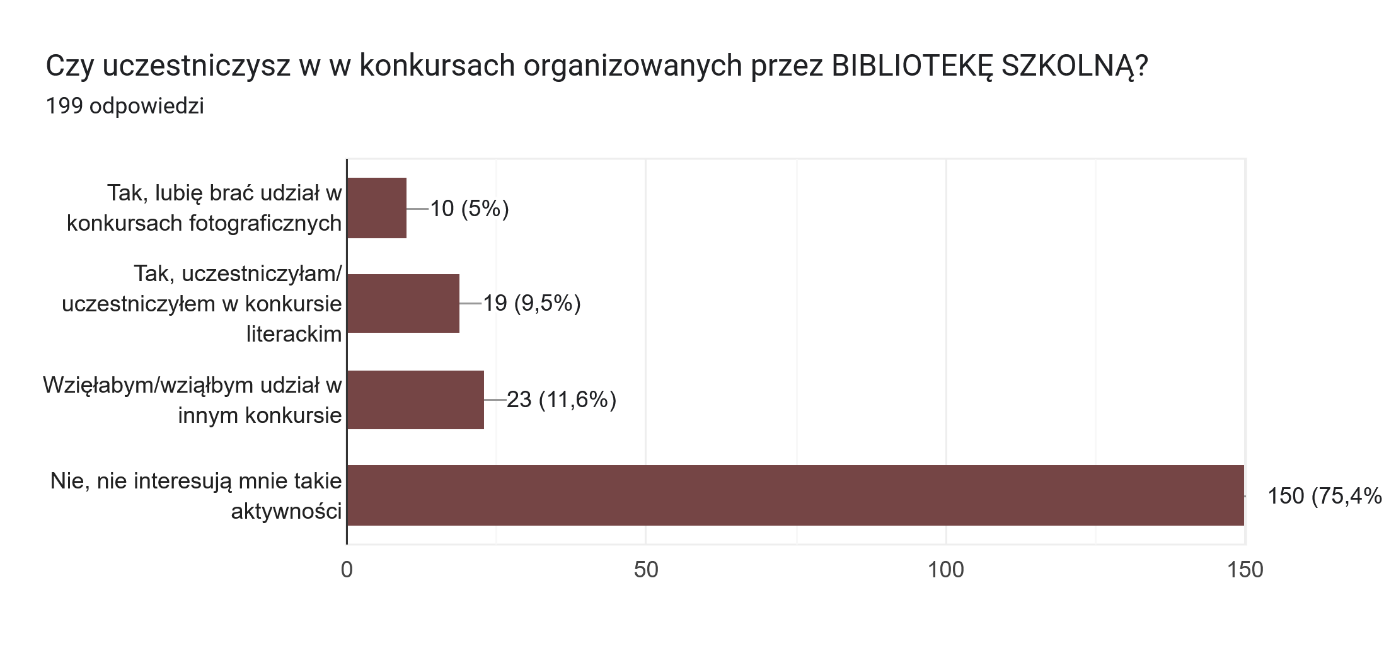 Czy uczestniczysz w w konkursach organizowanych przez BIBLIOTEKĘ SZKOLNĄ?
199 odpowiedzi
Tak, lubię brać udział w
konkursach fotograficznych
10 (5%)
Tak, uczestniczyłam/
uczestniczyłem w konkursie
literackim
19 (9,5%)
Wzięłabym/wziąłbym udział w
innym konkursie
23 (11,6%)
Nie, nie interesują mnie takie
aktywności
150 (75,4%
0 50 100 150